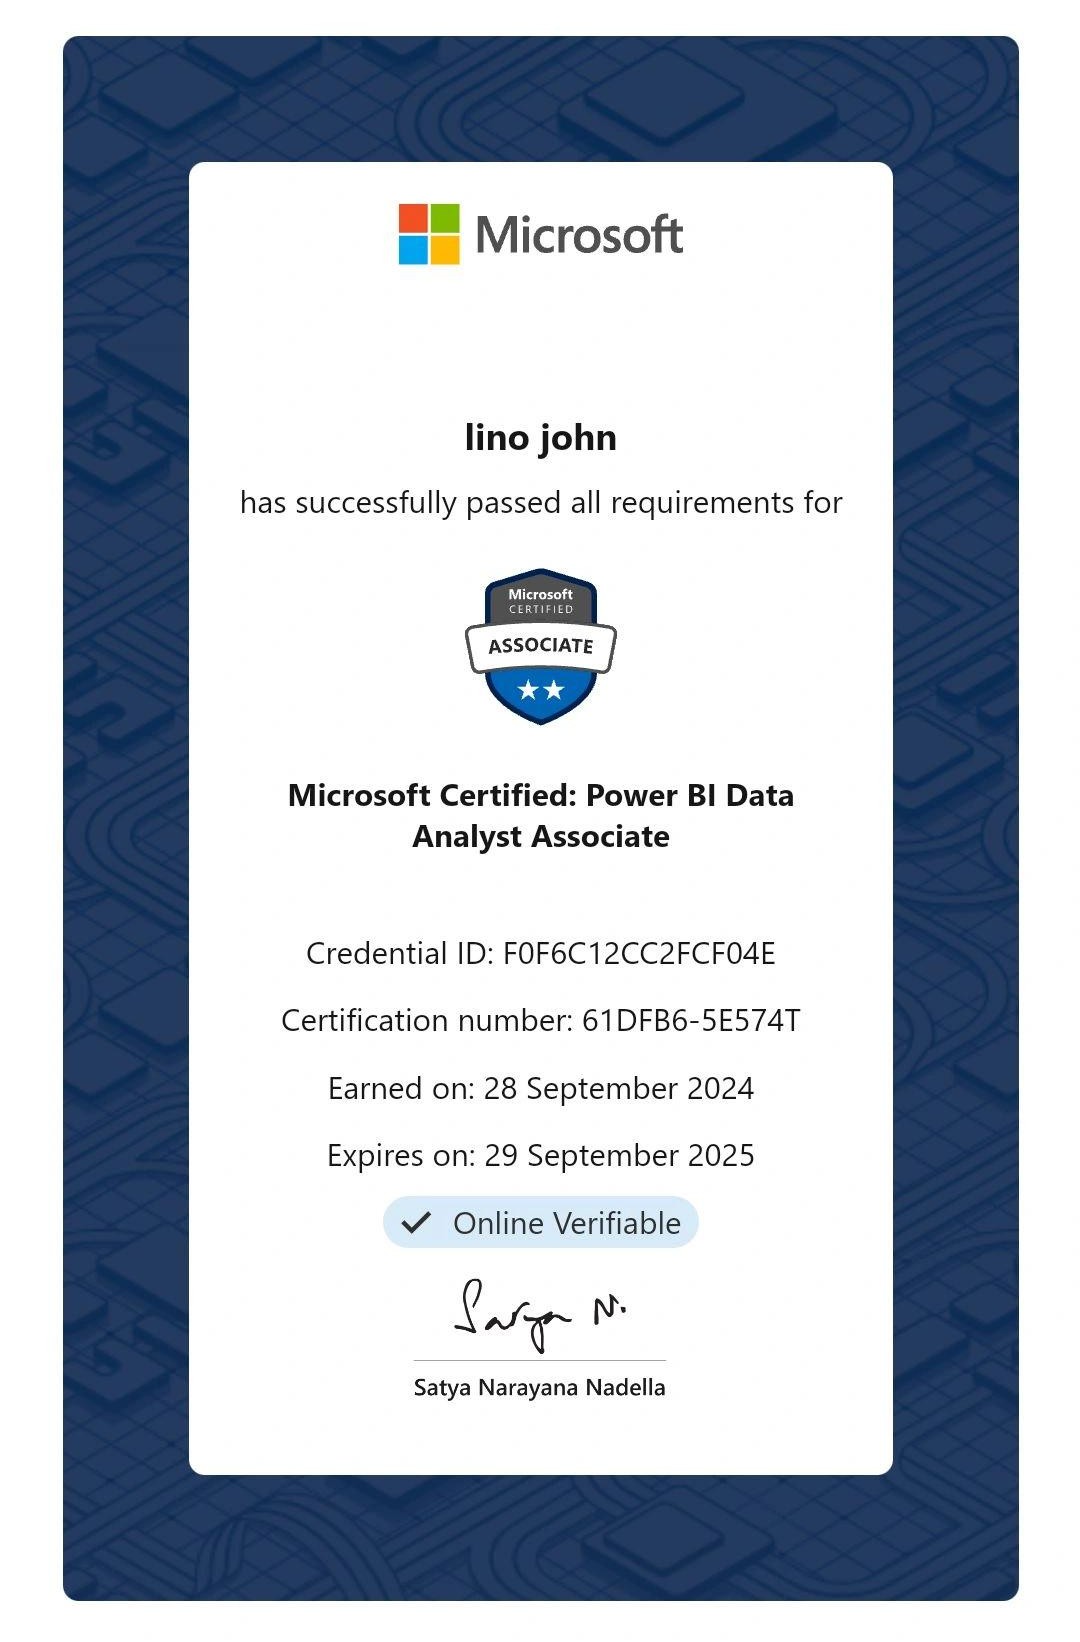 Microsoft
lino john
has successfully passed all requirements for
Microsoft
CERTIFIED
ASSOCIATE
Microsoft Certified: Power BI Data
Analyst Associate
Credential ID: F0F6C12CC2FCF04E
Certification number: 61DFB6-5E574T
Earned on: 28 September 2024
Expires on: 29 September 2025
Online Verifiable
Satya N.
Satya Narayana Nadella